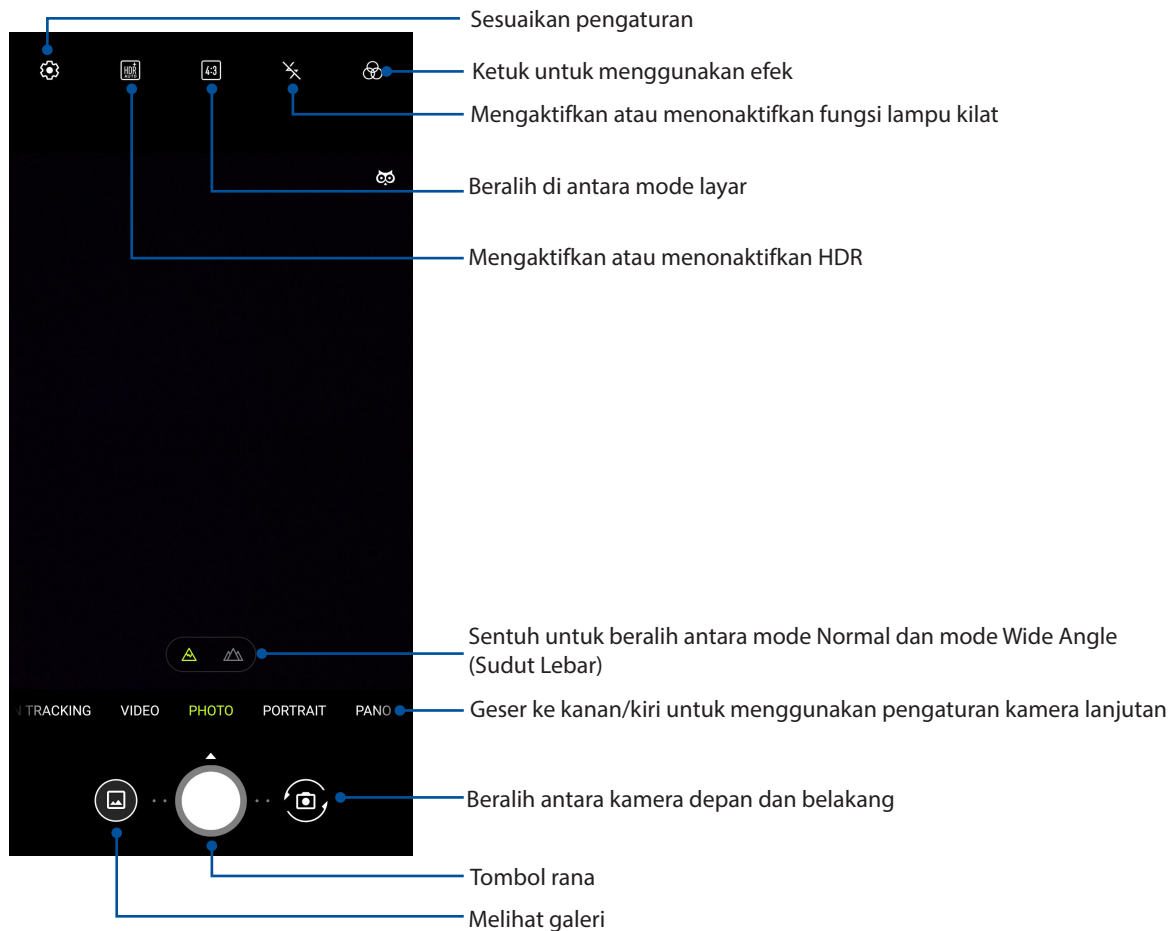 Sesuaikan pengaturan
HDR
AUTO
4:3
Ketuk untuk menggunakan efek
Mengaktifkan atau menonaktifkan fungsi lampu kilat
Beralih di antara mode layar
Mengaktifkan atau menonaktifkan HDR
Sentuh untuk beralih antara mode Normal dan mode Wide Angle
(Sudut Lebar)
N TRACKING VIDEO PHOTO PORTRAIT PANO
Geser ke kanan/kiri untuk menggunakan pengaturan kamera lanjutan
Beralih antara kamera depan dan belakang
Tombol rana
Melihat galeri